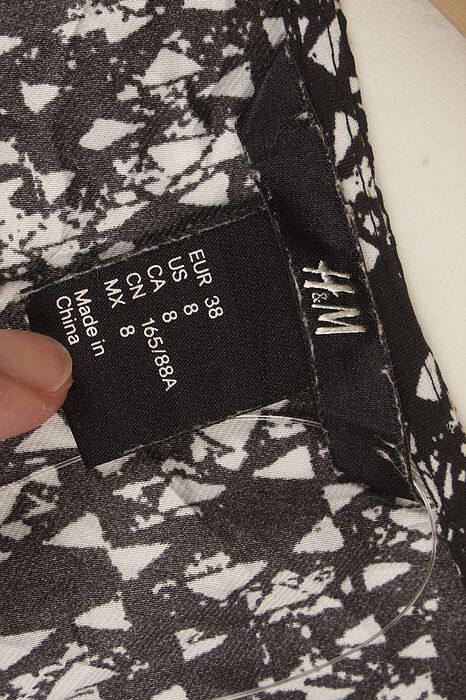 H&M
EUR 38
US 8
CA 8
CN 165/88A
MX 8
Made in
China